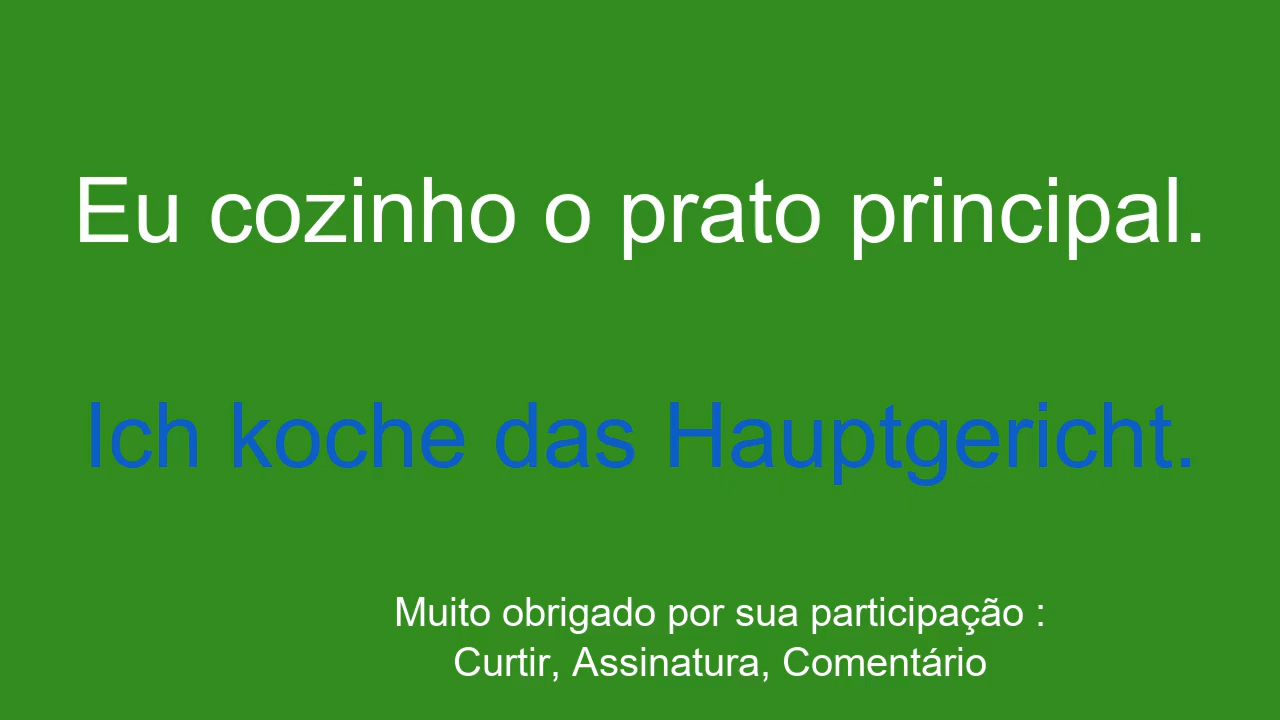 Eu cozinho o prato principal.
Ich koche das Hauptgericht.
Muito obrigado por sua participação :
Curtir, Assinatura, Comentário